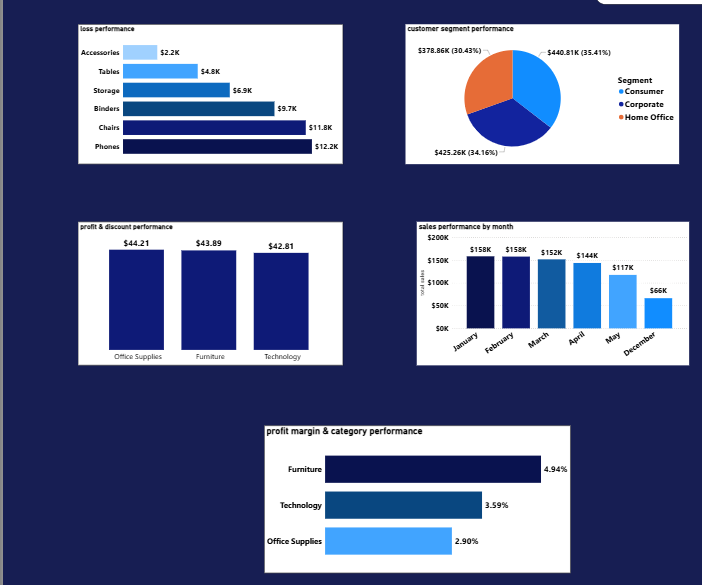 loss performance
Accessories $2.2K
Tables $4.8K
Storage $6.9K
Binders $9.7K
Chairs $11.8K
Phones $12.2K
customer segment performance
$378.86K (30.43%)
$440.81K (35.41%)
$425.26K (34.16%)
Segment
Consumer
Corporate
Home Office
profit & discount performance
$44.21 $43.89 $42.81
Office Supplies Furniture Technology
sales performance by month
total sales
$200K
$150K
$100K
$50K
$0K
$158K $158K $152K $144K $117K $66K
January February March April May December
profit margin & category performance
Furniture 4.94%
Technology 3.59%
Office Supplies 2.90%